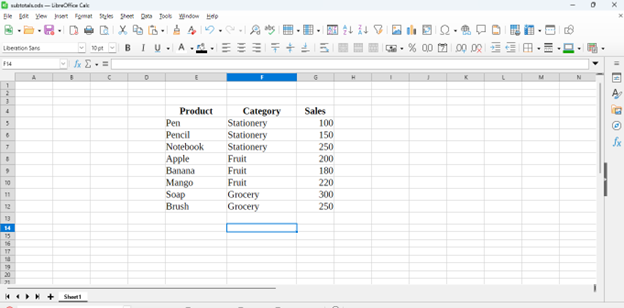 subtotals.ods — LibreOffice Calc
File Edit View Insert Format Styles Sheet Data Tools Window Help
Liberation Sans 10 pt
F14
A B C D E F G H I J K L M N
1
2
3
4 Product Category Sales
5 Pen Stationery 100
6 Pencil Stationery 150
7 Notebook Stationery 250
8 Apple Fruit 200
9 Banana Fruit 180
10 Mango Fruit 220
11 Soap Grocery 300
12 Brush Grocery 250
13
14
15
16
17
18
19
20
21
Sheet1